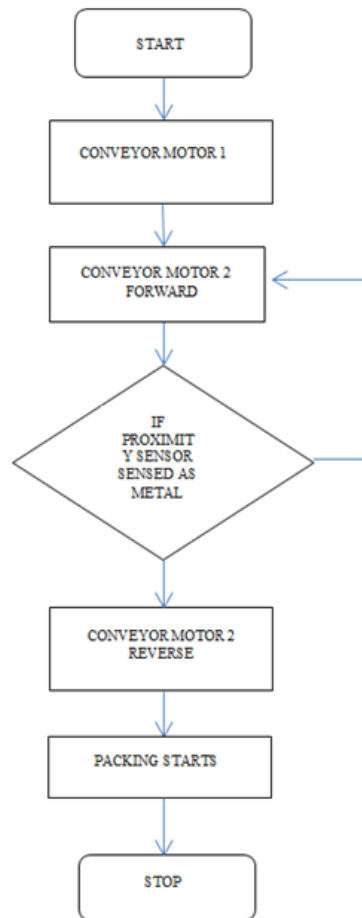 START
CONVEYOR MOTOR 1
CONVEYOR MOTOR 2
FORWARD
IF
PROXIMIT
Y SENSOR
SENSED AS
METAL
CONVEYOR MOTOR 2
REVERSE
PACKING STARTS
STOP